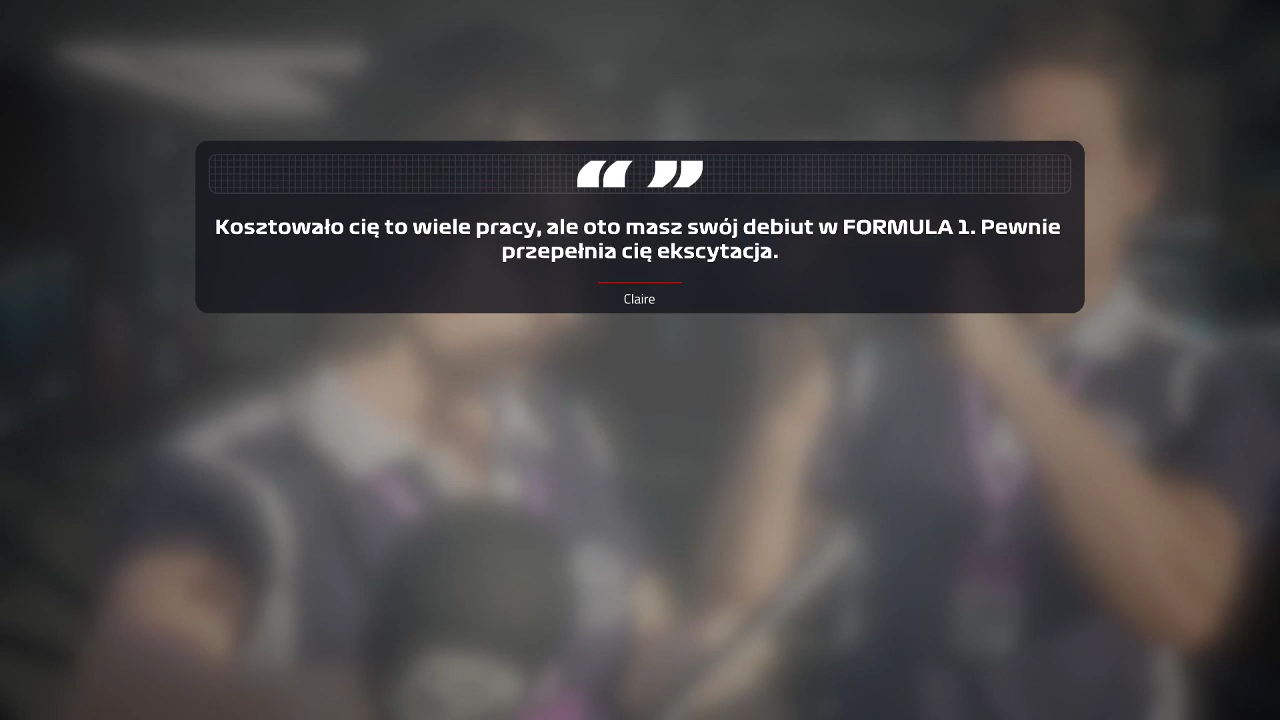 “ ”
Kosztowało cię to wiele pracy, ale oto masz swój debiut w FORMULA 1. Pewnie
przepełnia cię ekscytacja.
Claire